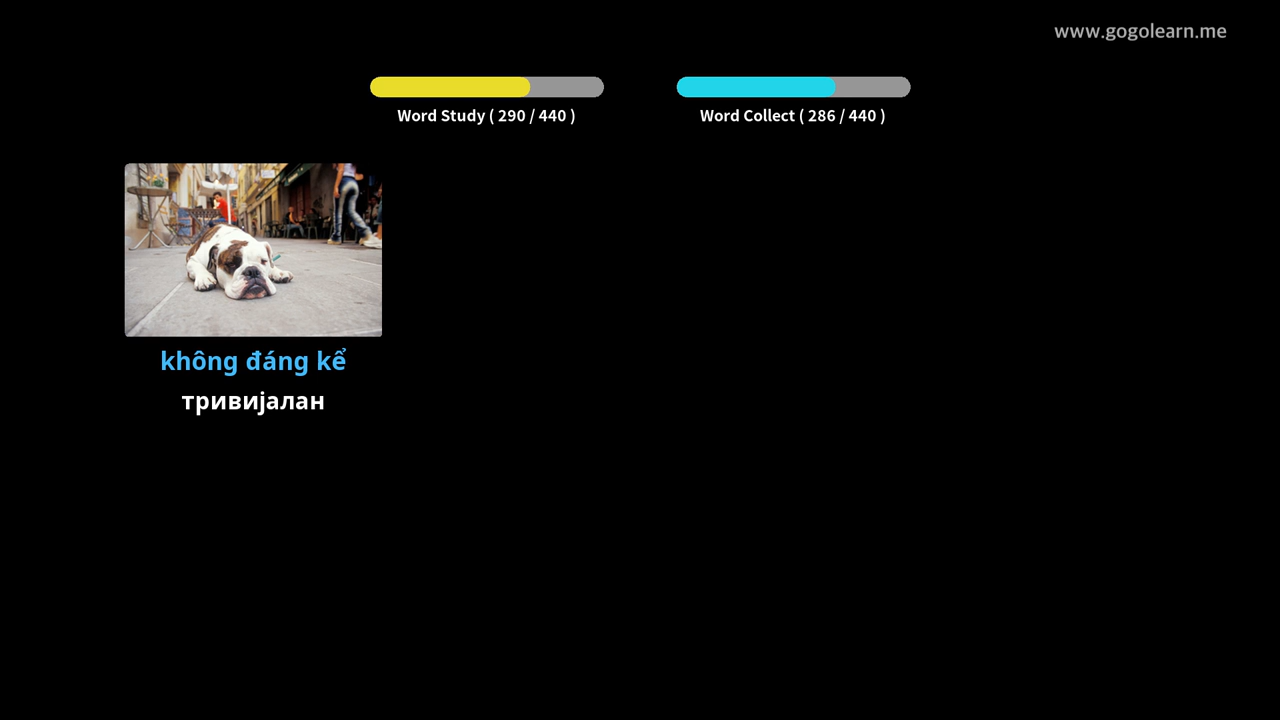 www.gogolearn.me
Word Study ( 290 / 440 )
Word Collect ( 286 / 440 )
không đáng kể
тривијалан